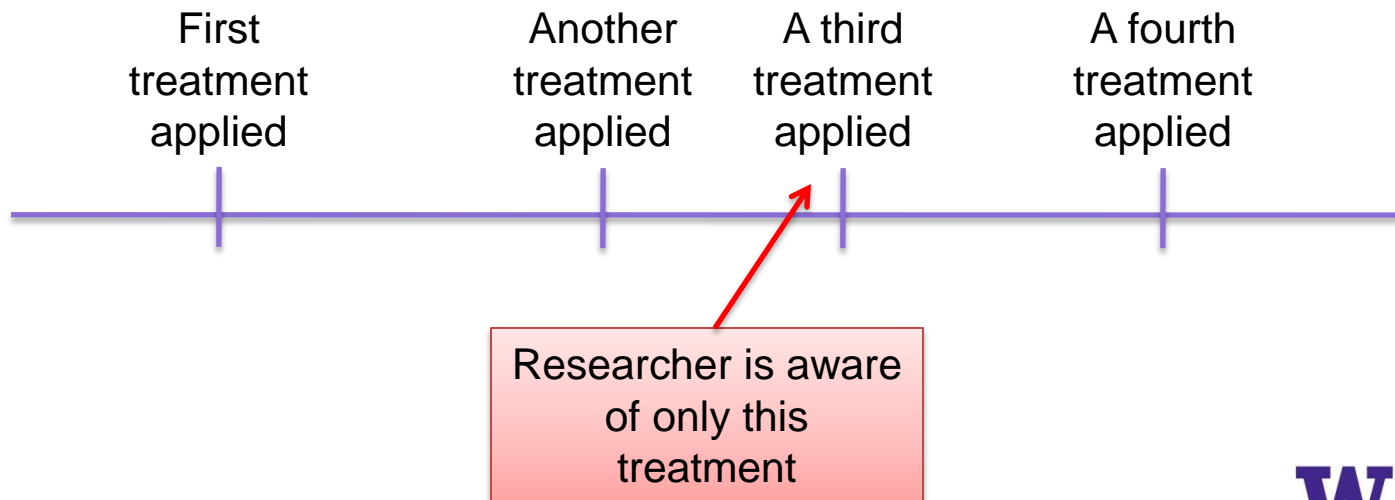 First
treatment
applied
Another
treatment
applied
A third
treatment
applied
A fourth
treatment
applied
Researcher is aware
of only this
treatment
W